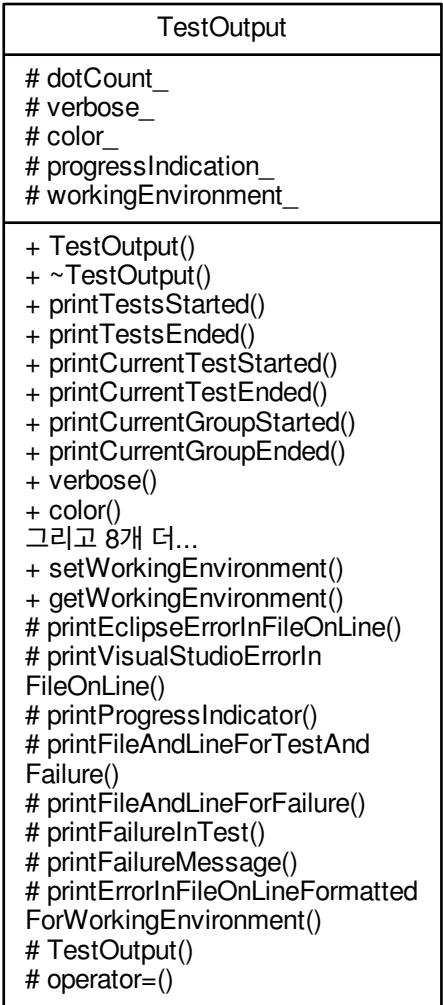 TestOutput
# dotCount_
# verbose_
# color_
# progressIndication_
# workingEnvironment_
+ TestOutput()
+ ~TestOutput()
+ printTestsStarted()
+ printTestsEnded()
+ printCurrentTestStarted()
+ printCurrentTestEnded()
+ printCurrentGroupStarted()
+ printCurrentGroupEnded()
+ verbose()
+ color()
그리고 8개 더...
+ setWorkingEnvironment()
+ getWorkingEnvironment()
# printEclipseErrorInFileOnLine()
# printVisualStudioErrorIn
FileOnLine()
# printProgressIndicator()
# printFileAndLineForTestAnd
Failure()
# printFileAndLineForFailure()
# printFailureInTest()
# printFailureMessage()
# printErrorInFileOnLineFormatted
ForWorkingEnvironment()
# TestOutput()
# operator=()